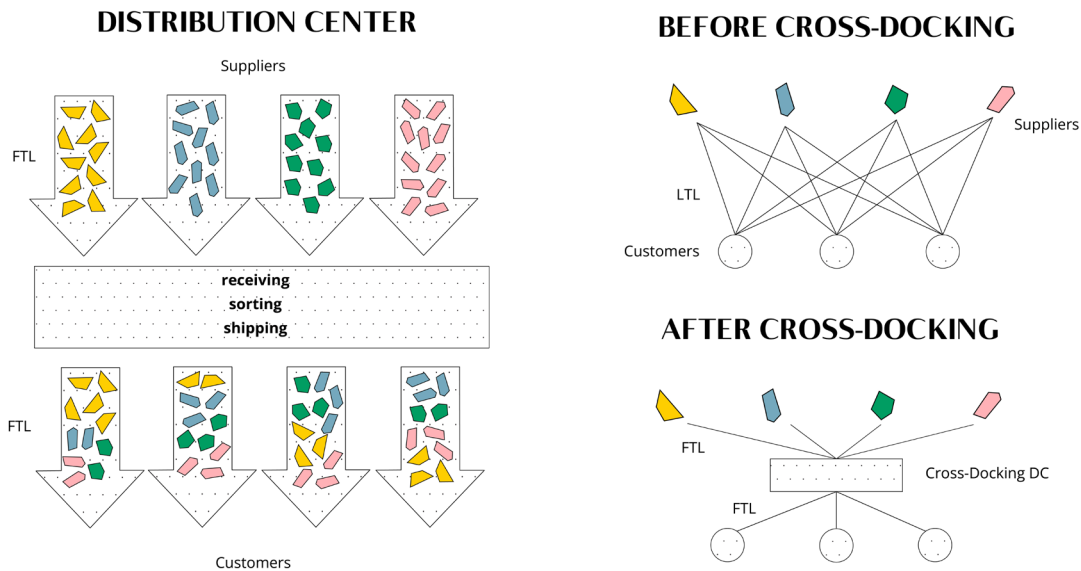 DISTRIBUTION CENTER
Suppliers
FTL
receiving
sorting
shipping
FTL
Customers
BEFORE CROSS-DOCKING
Suppliers
LTL
Customers
AFTER CROSS-DOCKING
FTL
Cross-Docking DC
FTL